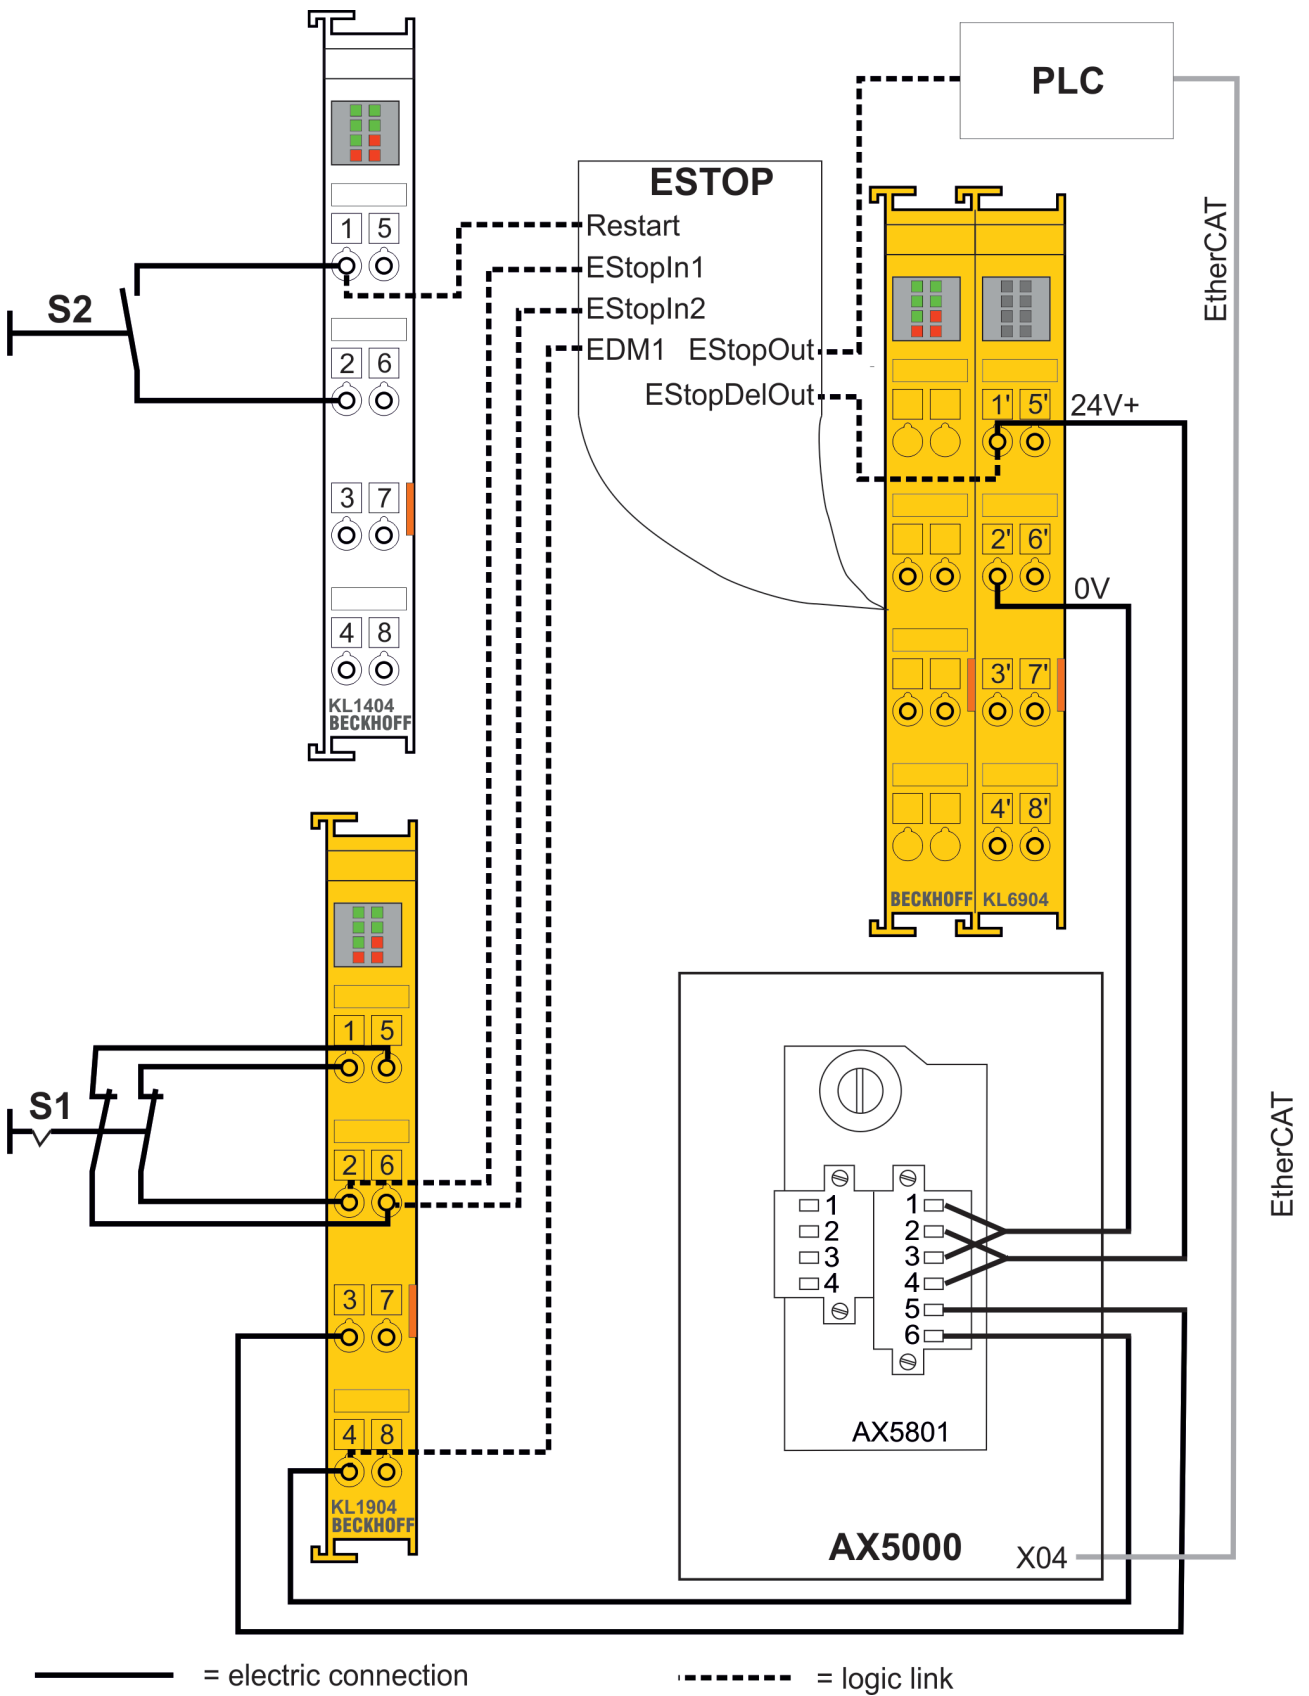 PLC
EtherCAT
ESTOP
Restart
EStopIn1
EStopIn2
EDM1 EStopOut
EStopDelOut
S2
1 5
2 6
3 7
4 8
KL1404
BECKHOFF
1' 5'
24V+
2' 6'
0V
3' 7'
4' 8'
BECKHOFF KL6904
S1
1 5
2 6
3 7
4 8
KL1904
BECKHOFF
1 1
2 2
3 3
4 4
5
6
AX5801
AX5000
X04
EtherCAT
= electric connection
= logic link